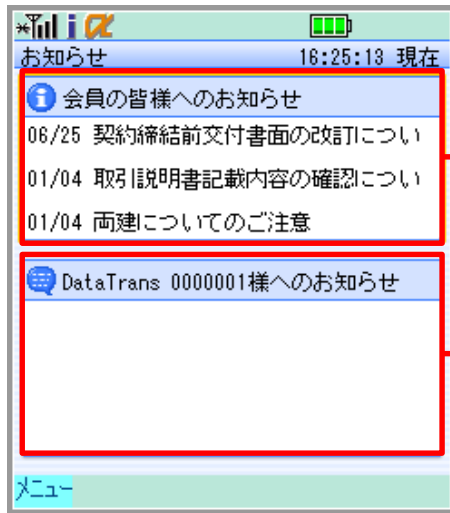 iα
お知らせ 16:25:13 現在
会員の皆様へのお知らせ
06/25 契約締結前交付書面の改訂につい
01/04 取引説明書記載内容の確認につい
01/04 両建についてのご注意
DataTrans 0000001様へのお知らせ
メニュー